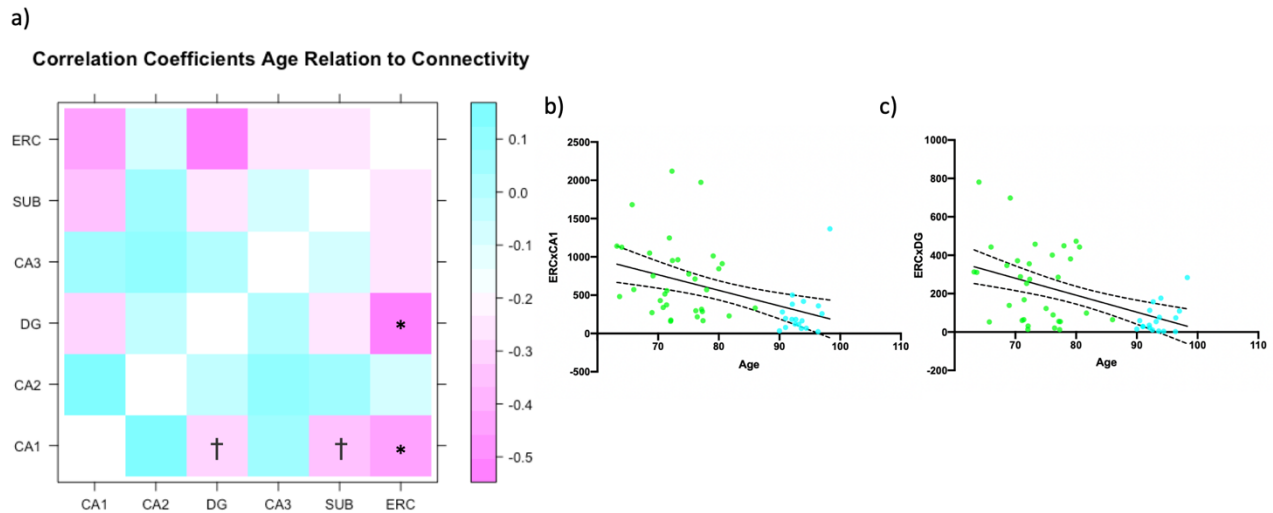 a)
Correlation Coefficients Age Relation to Connectivity
ERC
SUB
CA3
DG
CA2
CA1
*
† † *
CA1 CA2 DG CA3 SUB ERC
0.1
0.0
-0.1
-0.2
-0.3
-0.4
-0.5
b)
ERCxCA1
2500
2000
1500
1000
500
0
-500
70 80 90 100 110
Age
c)
ERCxDG
1000
800
600
400
200
0
-200
70 80 90 100 110
Age